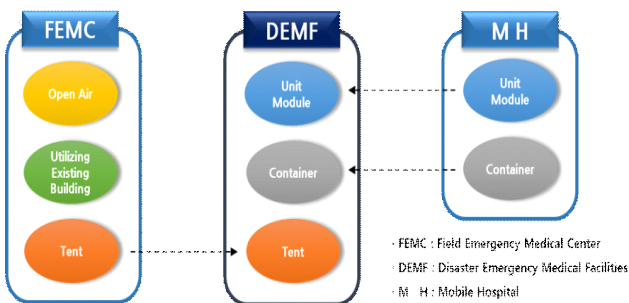 FEMC
Open Air
Utilizing
Existing
Building
Tent
DEMF
Unit
Module
Container
Tent
M H
Unit
Module
Container
· FEMC : Field Emergency Medical Center
· DEMF : Disaster Emergency Medical Facilities
· M H : Mobile Hospital